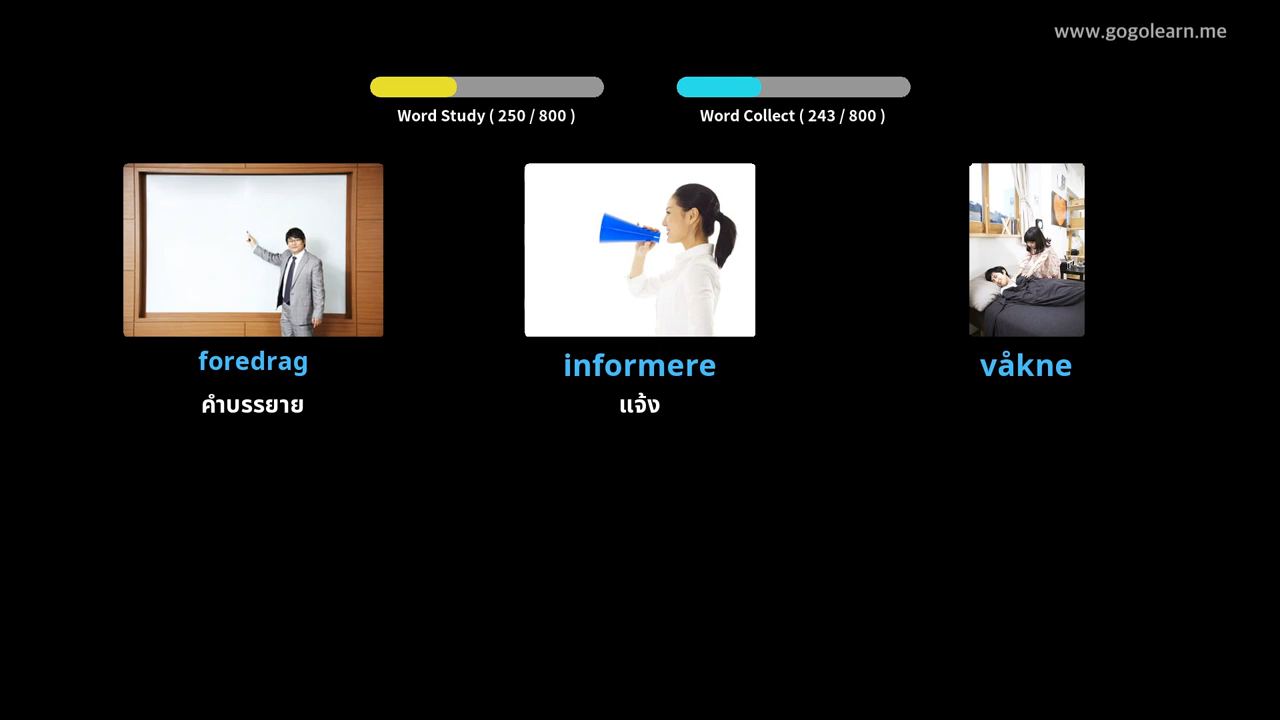 www.gogolearn.me
Word Study ( 250 / 800 )
Word Collect ( 243 / 800 )
foredrag
informere
våkne
คำบรรยาย
แจ้ง